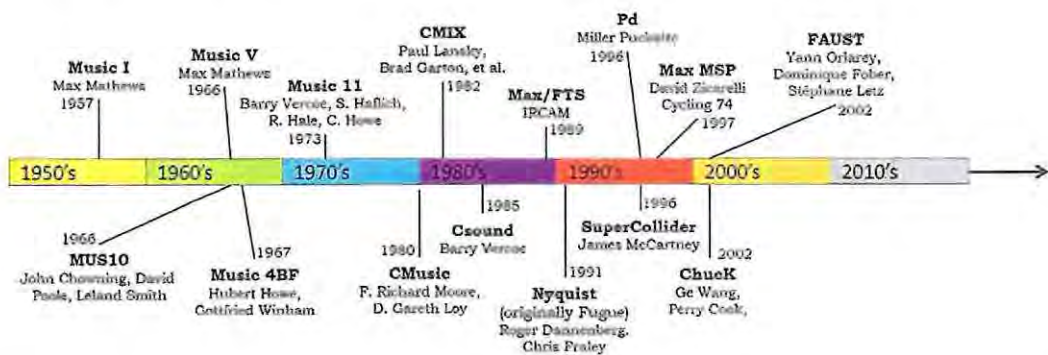 Music I
Max Mathews
1957
Music V
Max Mathews
1966
Music 11
Barry Vercoe, S. Haflich,
R. Hale, C. Howe
1973
CMIX
Paul Lansky,
Brad Garton, et al.
1982
Max/FTS
IRCAM
1989
Pd
Miller Puckette
1996
Max MSP
David Zicarelli
Cycling 74
1997
FAUST
Yann Orlarey,
Dominique Fober,
Stéphane Letz
2002
1950's
1960's
1970's
1980's
1990's
2000's
2010's
1966
MUS10
John Chowning, David
Poole, Leland Smith
1967
Music 4BF
Hubert Howe,
Gottfried Winham
1980
CMusic
F. Richard Moore,
D. Gareth Loy
1985
Csound
Barry Vercoe
1991
Nyquist
(originally Fugue)
Roger Dannenberg,
Chris Fraley
1996
SuperCollider
James McCartney
2002
ChucK
Ge Wang,
Perry Cook,